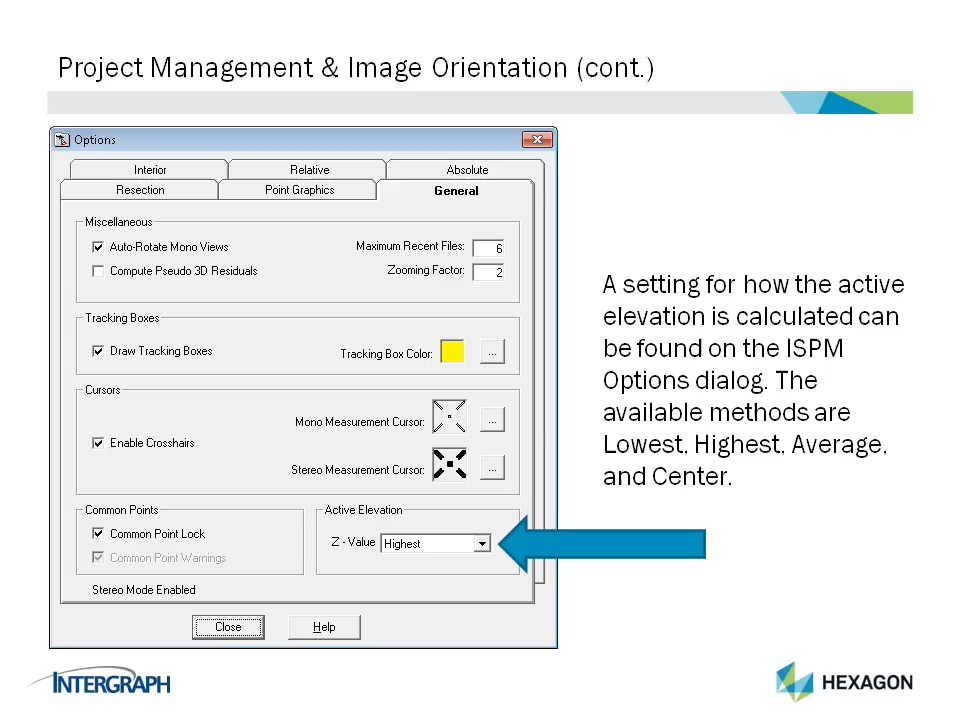 Project Management & Image Orientation (cont.)
Options
Interior
Relative
Absolute
Resection
Point Graphics
General
Miscellaneous
Auto-Rotate Mono Views
Maximum Recent Files: 6
Compute Pseudo 3D Residuals
Zooming Factor: 2
Tracking Boxes
Draw Tracking Boxes
Tracking Box Color: ...
Cursors
Mono Measurement Cursor: ...
Enable Crosshairs
Stereo Measurement Cursor: ...
Common Points
Common Point Lock
Common Point Warnings
Active Elevation
Z - Value Highest
Stereo Mode Enabled
Close
Help
A setting for how the active
elevation is calculated can
be found on the ISPM
Options dialog. The
available methods are
Lowest, Highest, Average,
and Center.
INTERGRAPH
HEXAGON